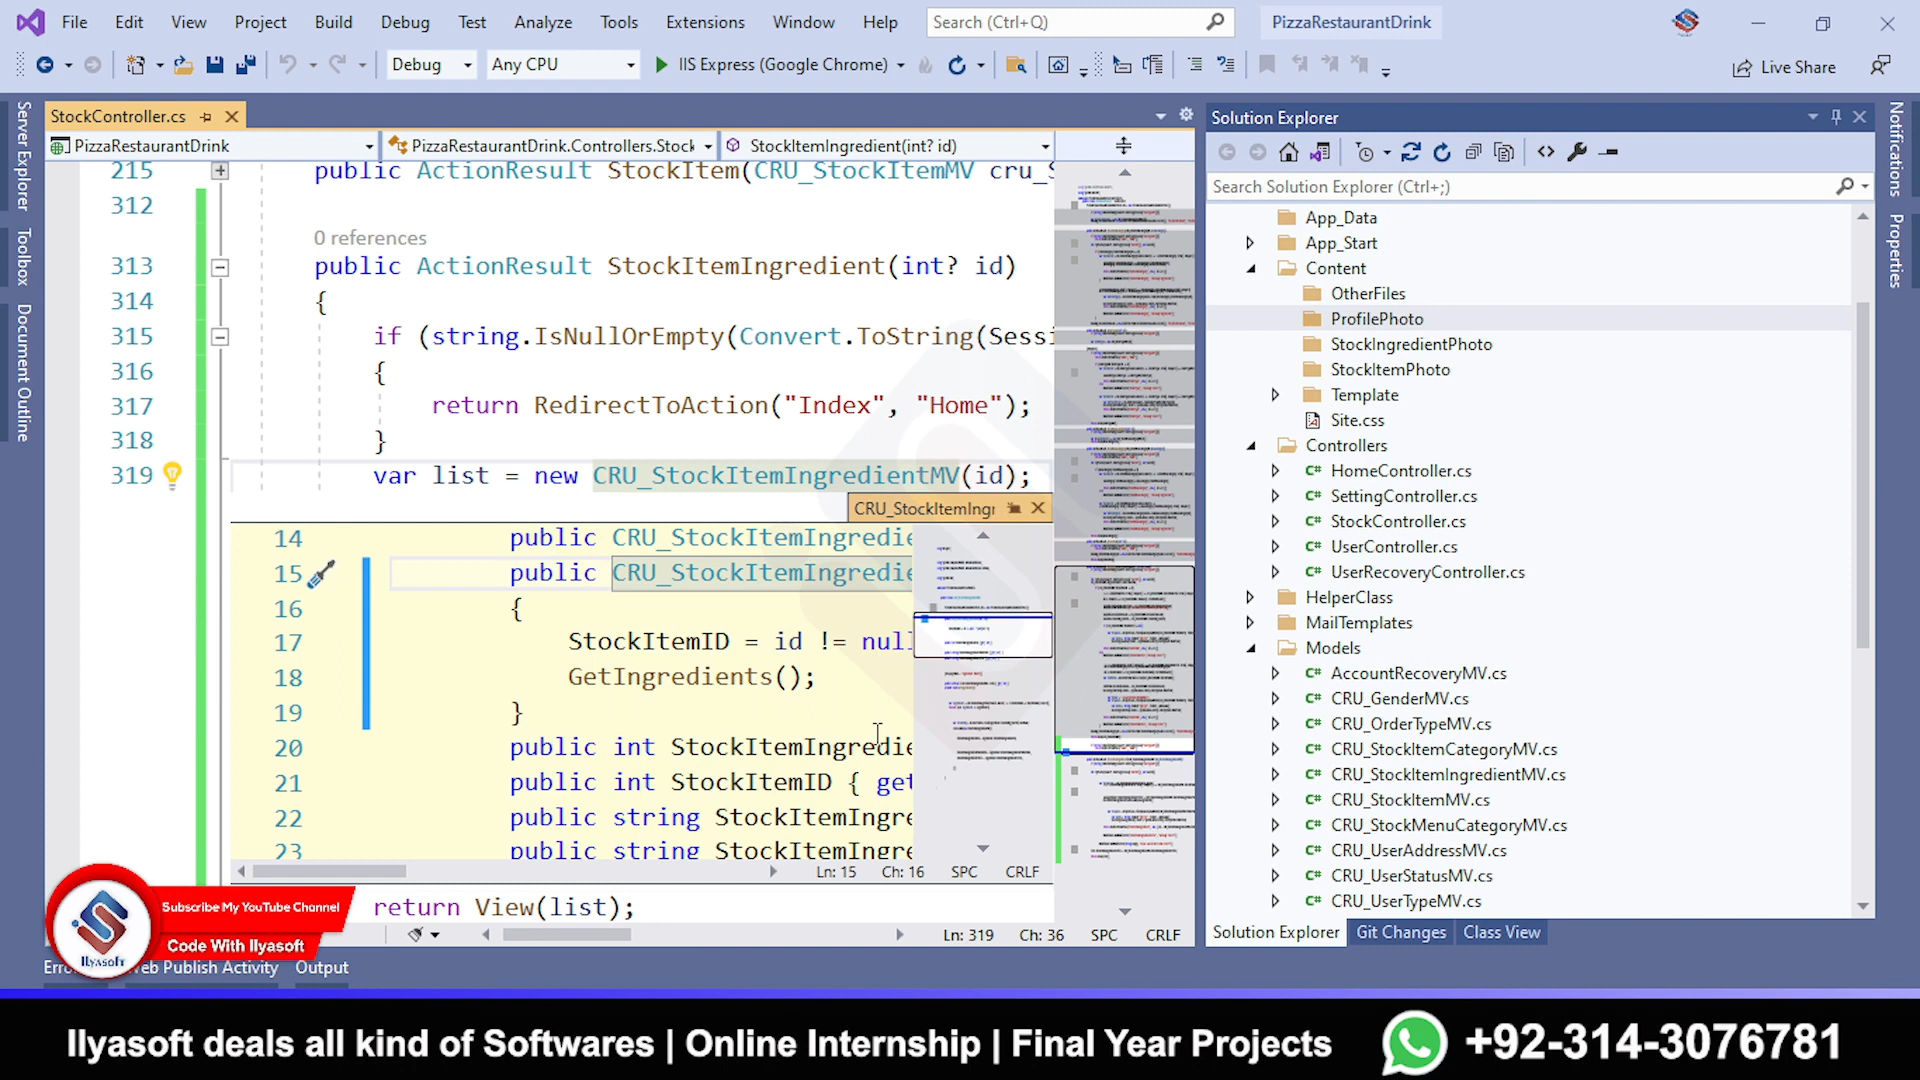 File Edit View Project Build Debug Test Analyze Tools Extensions Window Help Search (Ctrl+Q) PizzaRestaurantDrink
Debug Any CPU IIS Express (Google Chrome) Live Share
StockController.cs
PizzaRestaurantDrink PizzaRestaurantDrink.Controllers.Stock StockItemIngredient(int? id)
215 public ActionResult StockItem(CRU_StockItemMV cru_S
312
0 references
313 public ActionResult StockItemIngredient(int? id)
314 {
315 if (string.IsNullOrEmpty(Convert.ToString(Sessi
316 {
317 return RedirectToAction("Index", "Home");
318 }
319 var list = new CRU_StockItemIngredientMV(id);
CRU_StockItemIngr
14 public CRU_StockItemIngredie
15 public CRU_StockItemIngredie
16 {
17 StockItemID = id != null
18 GetIngredients();
19 }
20 public int StockItemIngredie
21 public int StockItemID { get
22 public string StockItemIngre
23 public string StockItemIngre
Ln: 15 Ch: 16 SPC CRLF
return View(list);
Ln: 319 Ch: 36 SPC CRLF
Web Publish Activity Output
Server Explorer
Toolbox
Document Outline
Solution Explorer
Search Solution Explorer (Ctrl+;)
App_Data
App_Start
Content
OtherFiles
ProfilePhoto
StockIngredientPhoto
StockItemPhoto
Template
Site.css
Controllers
C# HomeController.cs
C# SettingController.cs
C# StockController.cs
C# UserController.cs
C# UserRecoveryController.cs
HelperClass
MailTemplates
Models
C# AccountRecoveryMV.cs
C# CRU_GenderMV.cs
C# CRU_OrderTypeMV.cs
C# CRU_StockItemCategoryMV.cs
C# CRU_StockItemIngredientMV.cs
C# CRU_StockItemMV.cs
C# CRU_StockMenuCategoryMV.cs
C# CRU_UserAddressMV.cs
C# CRU_UserStatusMV.cs
C# CRU_UserTypeMV.cs
Solution Explorer Git Changes Class View
Notifications
Properties
Subscribe My YouTube Channel
Code With Ilyasoft
Ilyasoft
Ilyasoft deals all kind of Softwares | Online Internship | Final Year Projects +92-314-3076781